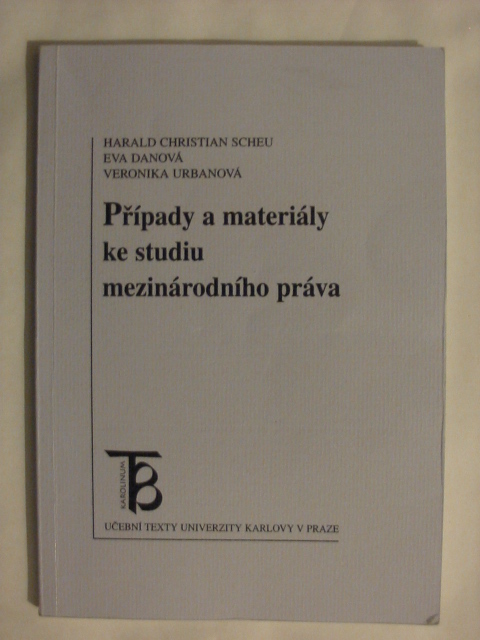 HARALD CHRISTIAN SCHEU
EVA DANOVÁ
VERONIKA URBANOVÁ
Případy a materiály
ke studiu
mezinárodního práva
KAROLINUM
UČEBNÍ TEXTY UNIVERZITY KARLOVY V PRAZE